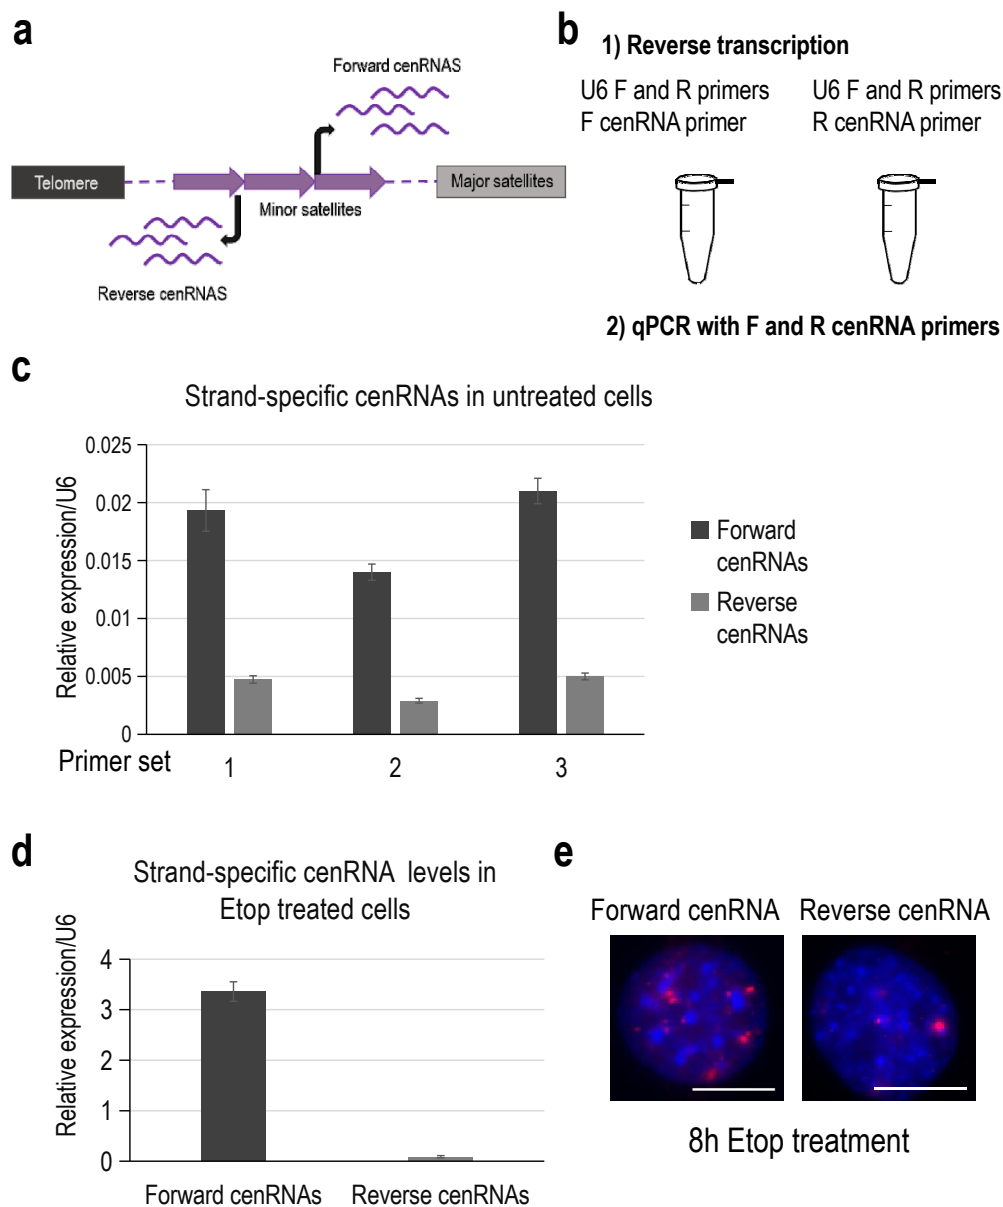 a
Forward cenRNAS
Telomere
Major satellites
Minor satellites
Reverse cenRNAS
b
1) Reverse transcription
U6 F and R primers
F cenRNA primer
U6 F and R primers
R cenRNA primer
2) qPCR with F and R cenRNA primers
c
Strand-specific cenRNAs in untreated cells
Relative expression/U6
0.025
0.02
0.015
0.01
0.005
0
Primer set
1
2
3
Forward
cenRNAs
Reverse
cenRNAs
d
Strand-specific cenRNA levels in
Etop treated cells
Relative expression/U6
4
3
2
1
0
Forward cenRNAs
Reverse cenRNAs
e
Forward cenRNA
Reverse cenRNA
8h Etop treatment